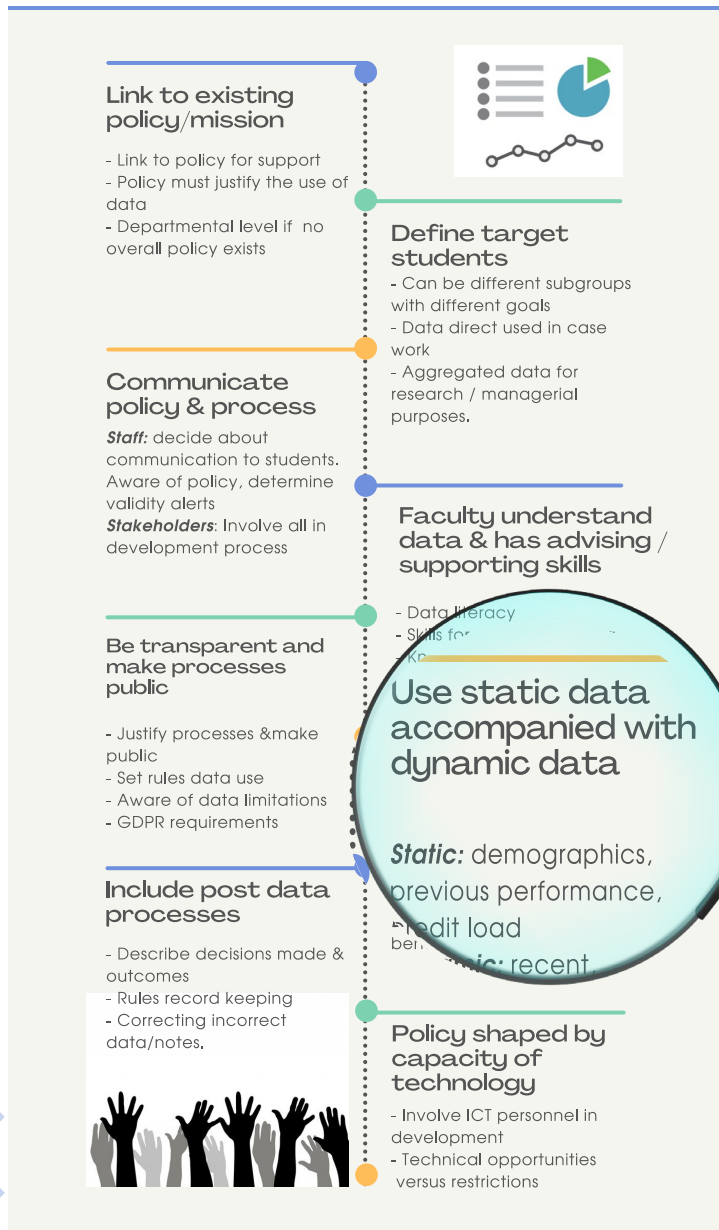 Link to existing
policy/mission
- Link to policy for support
- Policy must justify the use of
data
- Departmental level if  no
overall policy exists
Define target
students
- Can be different subgroups
with different goals
- Data direct used in case
work
- Aggregated data for
research / managerial
purposes.
Communicate
policy & process
Staff: decide about
communication to students.
Aware of policy, determine
validity alerts
Stakeholders: Involve all in
development process
Faculty understand
data & has advising /
supporting skills
- Data literacy
- Skills for
Be transparent and
make processes
public
- Justify processes &make
public
- Set rules data use
- Aware of data limitations
- GDPR requirements
Use static data
accompanied with
dynamic data
Static: demographics,
previous performance,
credit load
recent,
Include post data
processes
- Describe decisions made &
outcomes
- Rules record keeping
- Correcting incorrect
data/notes.
Policy shaped by
capacity of
technology
- Involve ICT personnel in
development
- Technical opportunities
versus restrictions